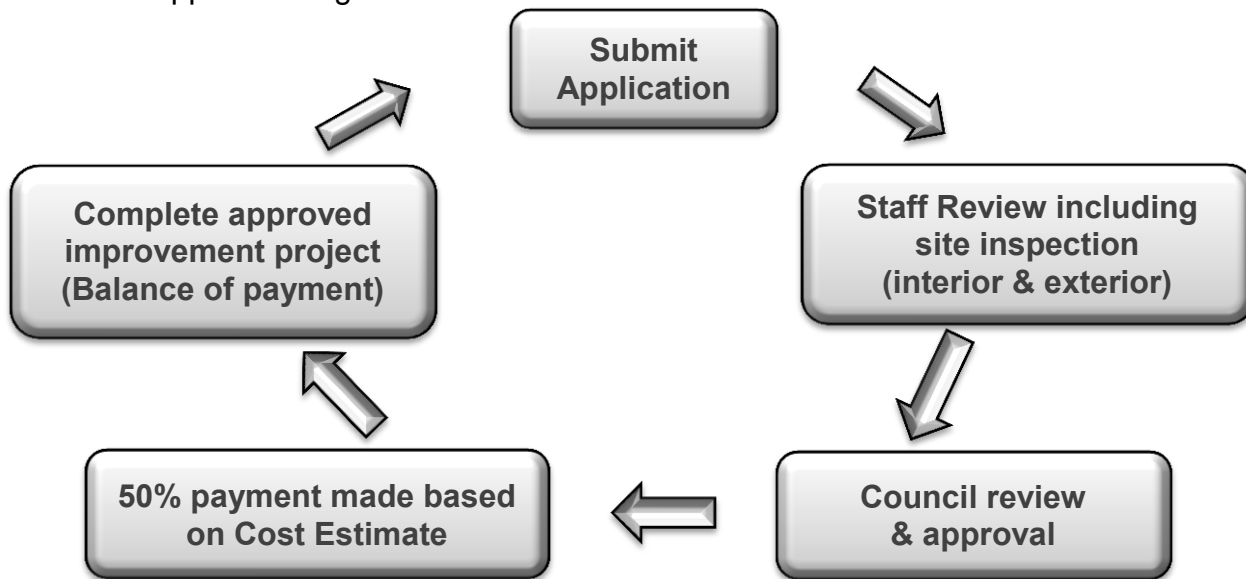 Submit
Application
Staff Review including
site inspection
(interior & exterior)
Council review
& approval
50% payment made based
on Cost Estimate
Complete approved
improvement project
(Balance of payment)